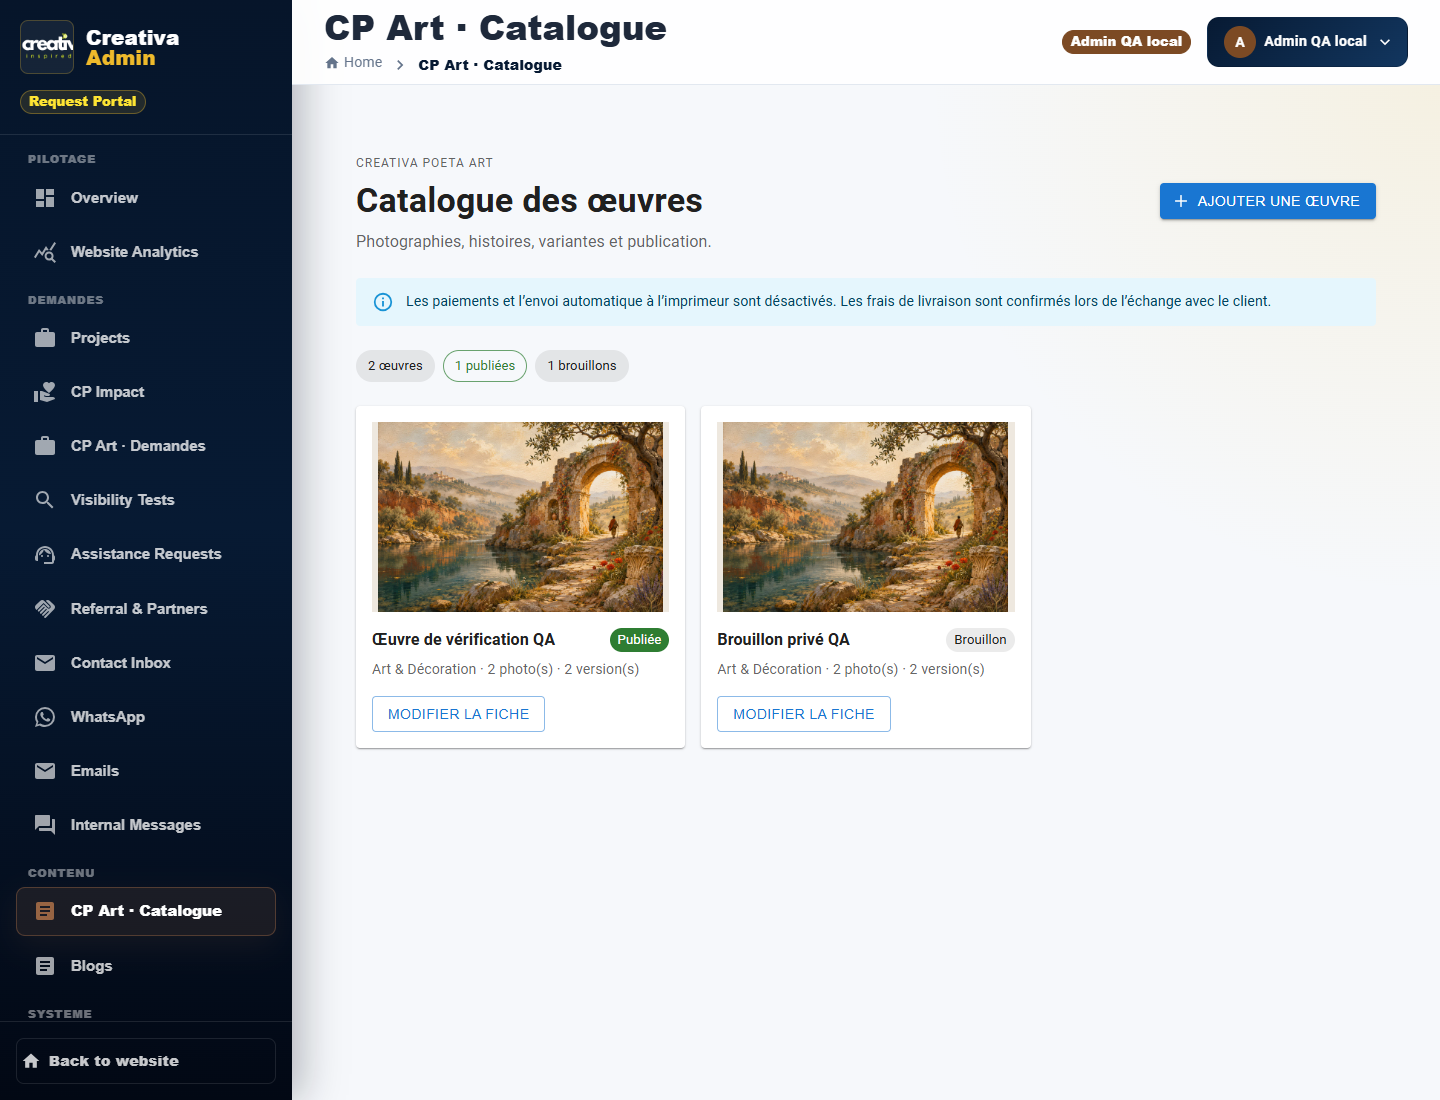 creativ
inspired
Creativa
Admin
Request Portal
PILOTAGE
Overview
Website Analytics
DEMANDES
Projects
CP Impact
CP Art · Demandes
Visibility Tests
Assistance Requests
Referral & Partners
Contact Inbox
WhatsApp
Emails
Internal Messages
CONTENU
CP Art · Catalogue
Blogs
SYSTEME
Back to website
CP Art · Catalogue
Home > CP Art · Catalogue
Admin QA local
A Admin QA local
CREATIVA POETA ART
Catalogue des œuvres
Photographies, histoires, variantes et publication.
+ AJOUTER UNE ŒUVRE
Les paiements et l’envoi automatique à l’imprimeur sont désactivés. Les frais de livraison sont confirmés lors de l’échange avec le client.
2 œuvres 1 publiées 1 brouillons
Œuvre de vérification QA Publiée
Art & Décoration · 2 photo(s) · 2 version(s)
MODIFIER LA FICHE
Brouillon privé QA Brouillon
Art & Décoration · 2 photo(s) · 2 version(s)
MODIFIER LA FICHE